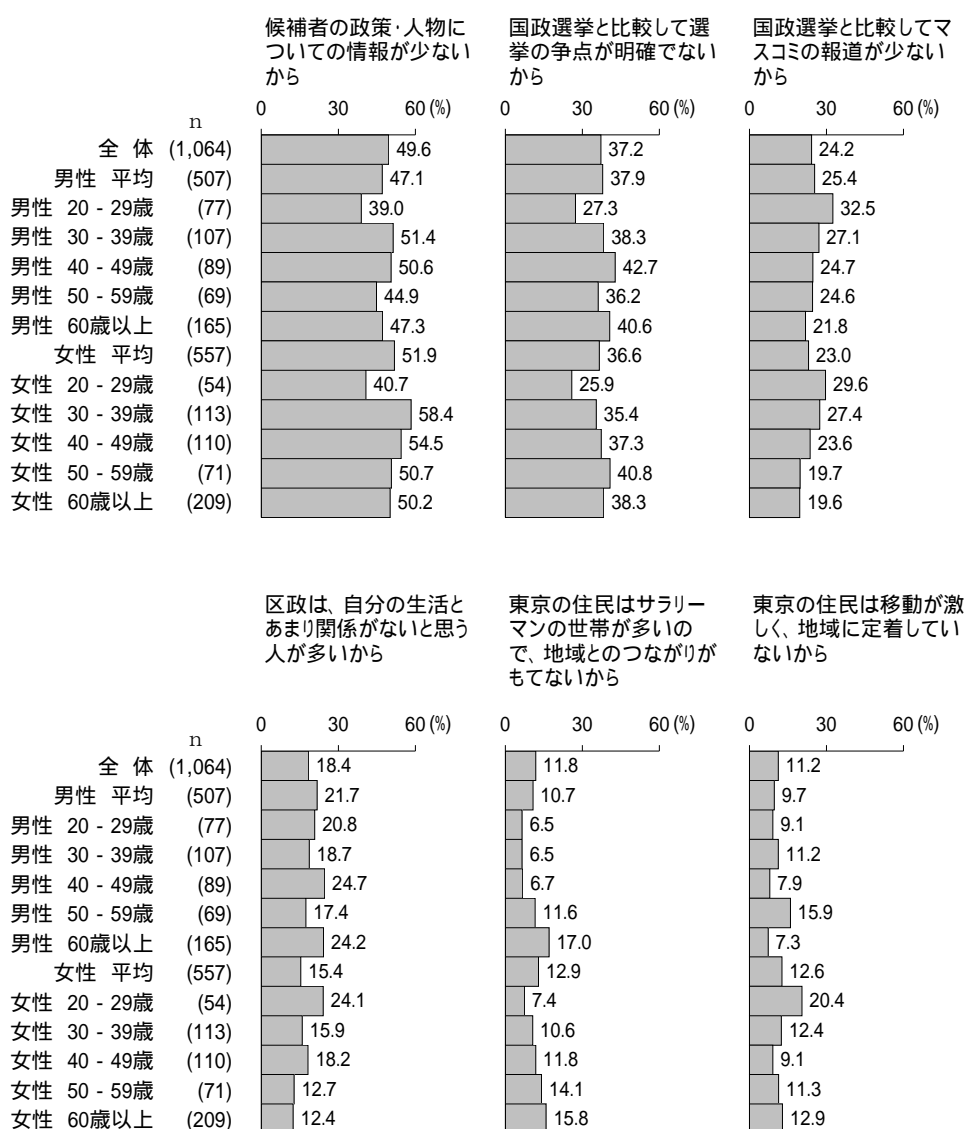 候補者の政策・人物に 国政選挙と比較して選 国政選挙と比較してマ
ついての情報が少ない 挙の争点が明確でない スコミの報道が少ない
から から から
0 30 60(%) 0 30 60(%) 0 30 60(%)
n
全 体 (1,064) 49.6 37.2 24.2
男性 平均 (507) 47.1 37.9 25.4
男性 20 - 29歳 (77) 39.0 27.3 32.5
男性 30 - 39歳 (107) 51.4 38.3 27.1
男性 40 - 49歳 (89) 50.6 42.7 24.7
男性 50 - 59歳 (69) 44.9 36.2 24.6
男性 60歳以上 (165) 47.3 40.6 21.8
女性 平均 (557) 51.9 36.6 23.0
女性 20 - 29歳 (54) 40.7 25.9 29.6
女性 30 - 39歳 (113) 58.4 35.4 27.4
女性 40 - 49歳 (110) 54.5 37.3 23.6
女性 50 - 59歳 (71) 50.7 40.8 19.7
女性 60歳以上 (209) 50.2 38.3 19.6
区政は、自分の生活と 東京の住民はサラリー 東京の住民は移動が激
あまり関係がないと思う マンの世帯が多いの しく、地域に定着してい
人が多いから で、地域とのつながりが ないから
もてないから
0 30 60(%) 0 30 60(%) 0 30 60(%)
n
全 体 (1,064) 18.4 11.8 11.2
男性 平均 (507) 21.7 10.7 9.7
男性 20 - 29歳 (77) 20.8 6.5 9.1
男性 30 - 39歳 (107) 18.7 6.5 11.2
男性 40 - 49歳 (89) 24.7 6.7 7.9
男性 50 - 59歳 (69) 17.4 11.6 15.9
男性 60歳以上 (165) 24.2 17.0 7.3
女性 平均 (557) 15.4 12.9 12.6
女性 20 - 29歳 (54) 24.1 7.4 20.4
女性 30 - 39歳 (113) 15.9 10.6 12.4
女性 40 - 49歳 (110) 18.2 11.8 9.1
女性 50 - 59歳 (71) 12.7 14.1 11.3
女性 60歳以上 (209) 12.4 15.8 12.9